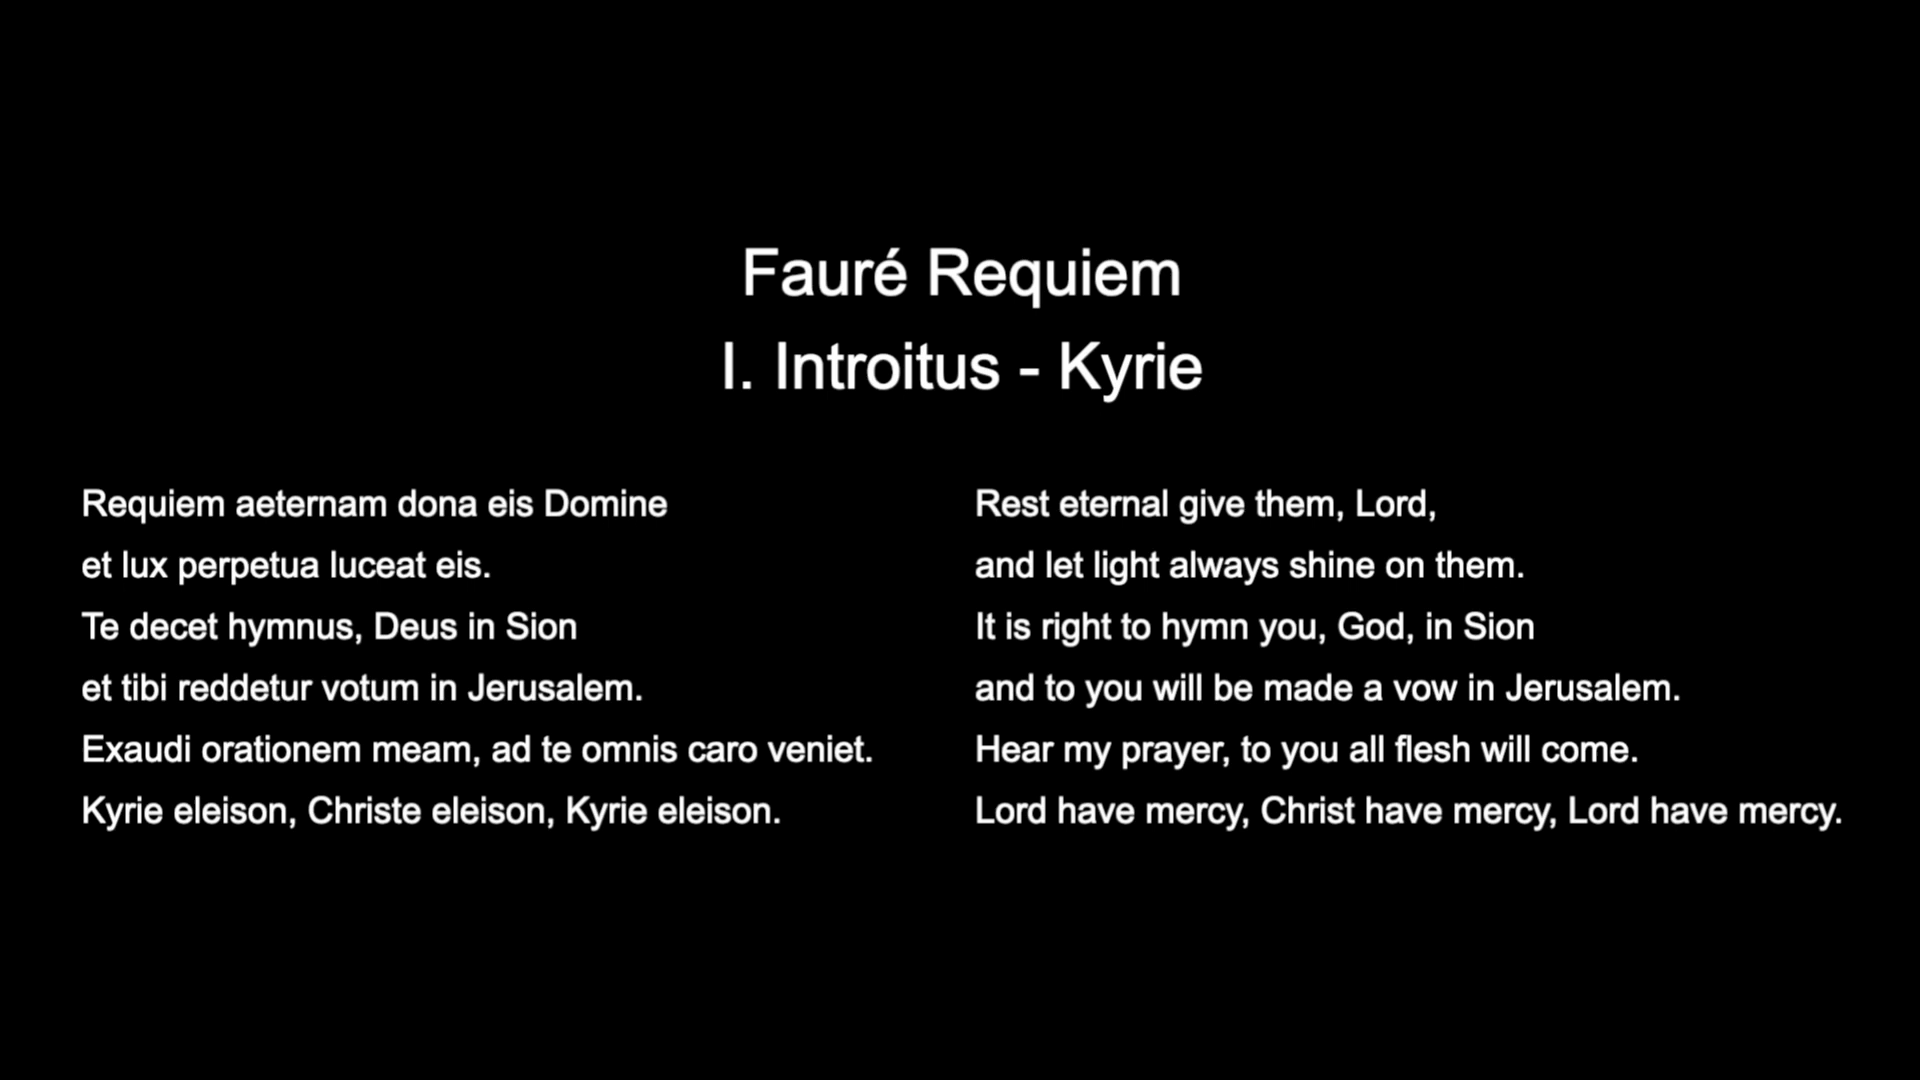 Fauré Requiem
I. Introitus - Kyrie
Requiem aeternam dona eis Domine
et lux perpetua luceat eis.
Te decet hymnus, Deus in Sion
et tibi reddetur votum in Jerusalem.
Exaudi orationem meam, ad te omnis caro veniet.
Kyrie eleison, Christe eleison, Kyrie eleison.
Rest eternal give them, Lord,
and let light always shine on them.
It is right to hymn you, God, in Sion
and to you will be made a vow in Jerusalem.
Hear my prayer, to you all flesh will come.
Lord have mercy, Christ have mercy, Lord have mercy.